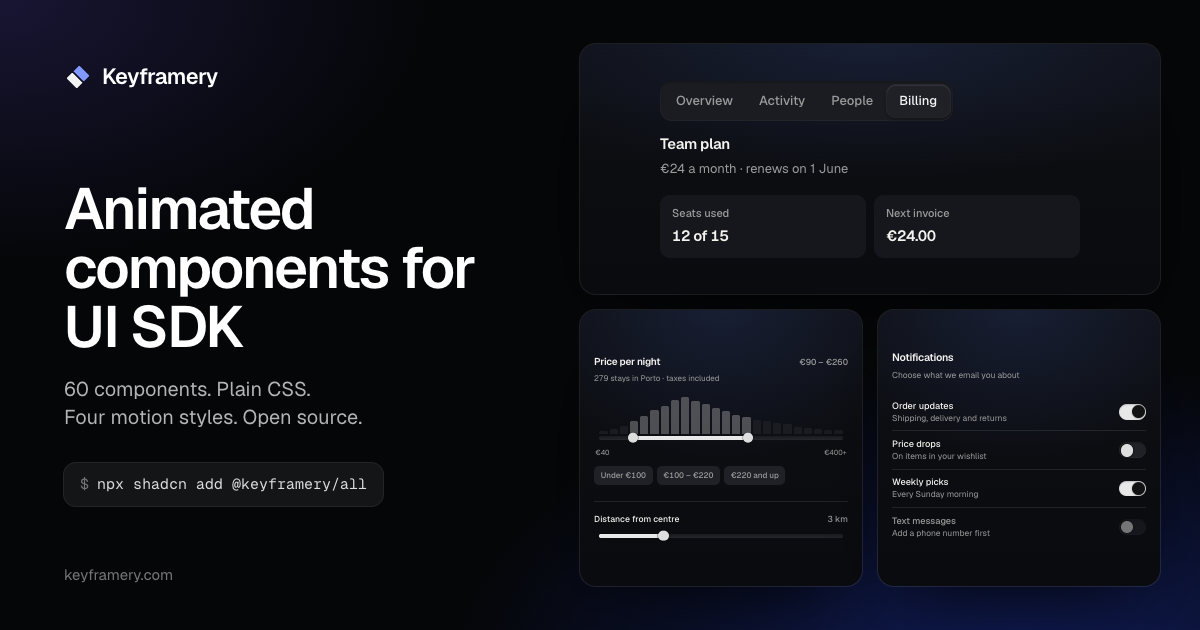 Keyframery
Animated
components for
UI SDK
60 components. Plain CSS.
Four motion styles. Open source.
$ npx shadcn add @keyframery/all
keyframery.com
Overview Activity People Billing
Team plan
€24 a month · renews on 1 June
Seats used
12 of 15
Next invoice
€24.00
Price per night €90 – €260
279 stays in Porto · taxes included
€40 €400+
Under €100 €100 – €220 €220 and up
Distance from centre 3 km
Notifications
Choose what we email you about
Order updates
Shipping, delivery and returns
Price drops
On items in your wishlist
Weekly picks
Every Sunday morning
Text messages
Add a phone number first